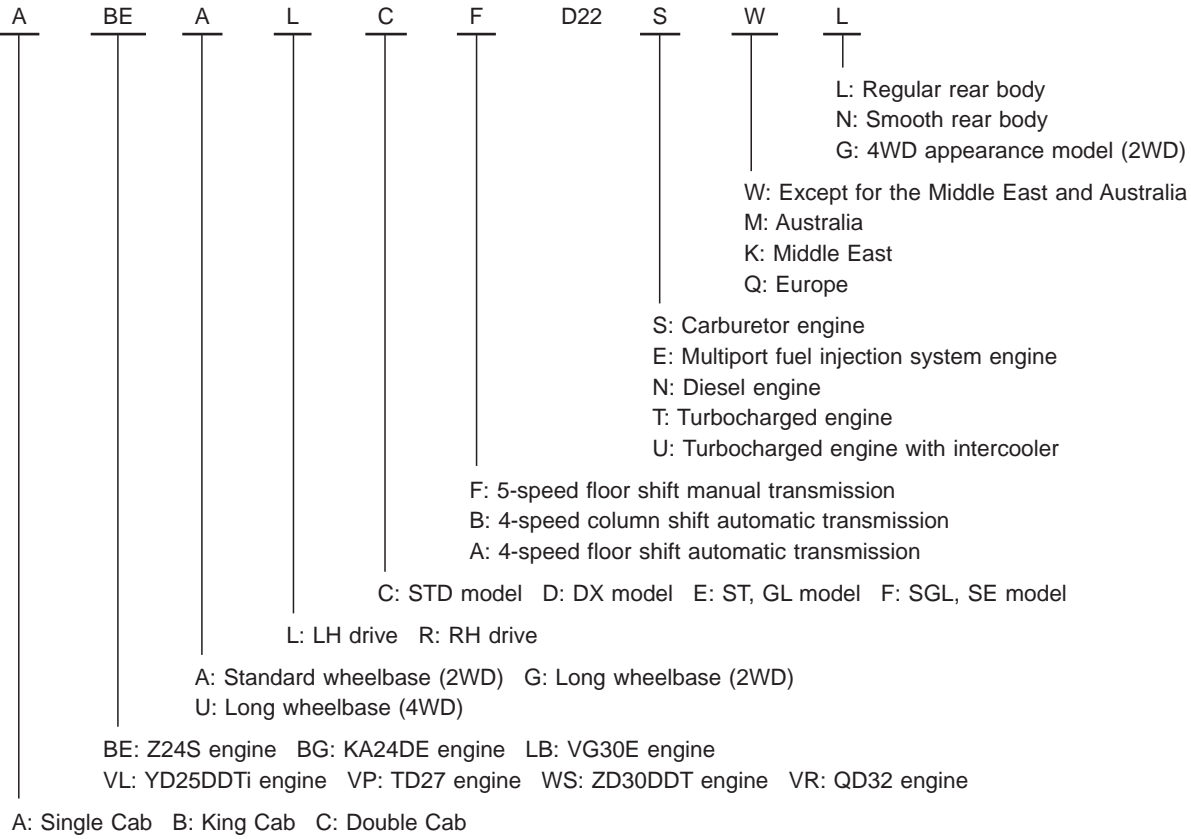 A BE A L C F D22 S W L
L: Regular rear body
N: Smooth rear body
G: 4WD appearance model (2WD)
W: Except for the Middle East and Australia
M: Australia
K: Middle East
Q: Europe
S: Carburetor engine
E: Multiport fuel injection system engine
N: Diesel engine
T: Turbocharged engine
U: Turbocharged engine with intercooler
F: 5-speed floor shift manual transmission
B: 4-speed column shift automatic transmission
A: 4-speed floor shift automatic transmission
C: STD model D: DX model E: ST, GL model F: SGL, SE model
L: LH drive R: RH drive
A: Standard wheelbase (2WD) G: Long wheelbase (2WD)
U: Long wheelbase (4WD)
BE: Z24S engine BG: KA24DE engine LB: VG30E engine
VL: YD25DDTi engine VP: TD27 engine WS: ZD30DDT engine VR: QD32 engine
A: Single Cab B: King Cab C: Double Cab